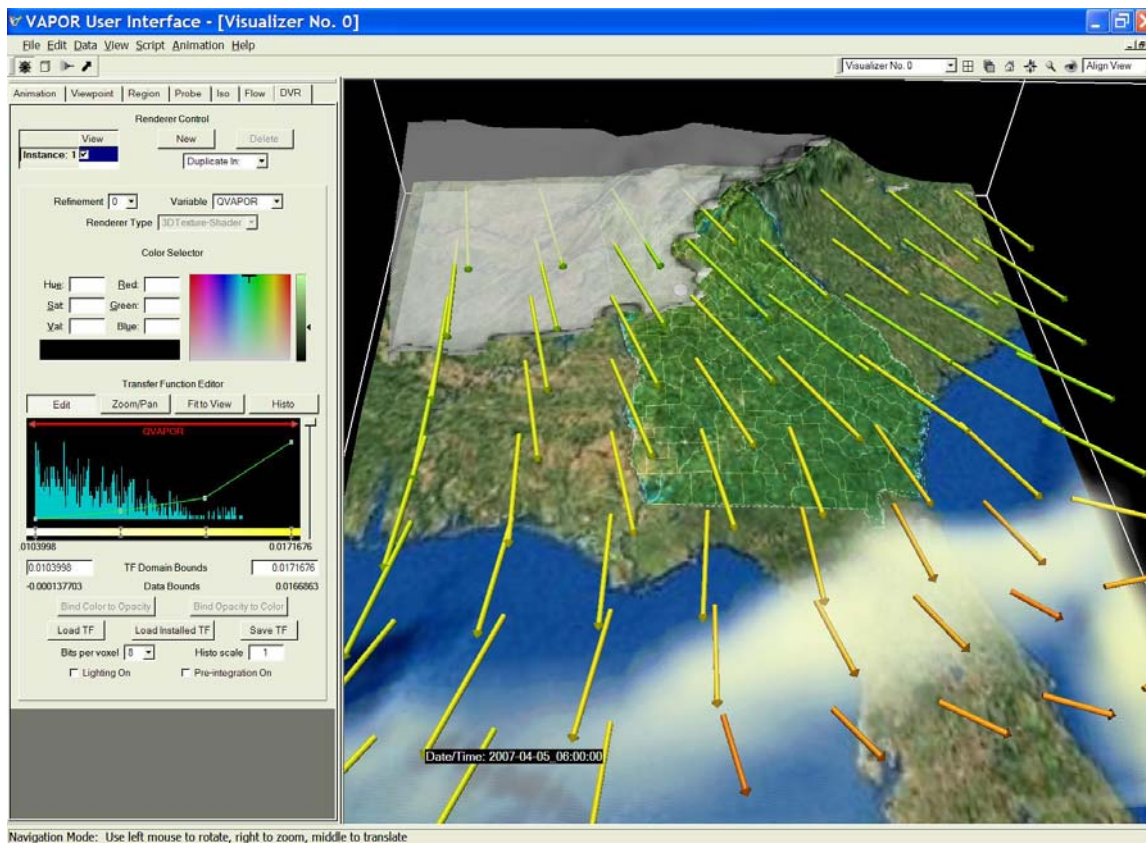 VAPOR User Interface - [Visualizer No. 0]
File Edit Data View Script Animation Help
Visualizer No. 0 Align View
Animation Viewpoint Region Probe Iso Flow DVR
Renderer Control
View New Delete
Instance: 1
Duplicate In:
Refinement 0 Variable QVAPOR
Renderer Type 3DTexture-Shader
Color Selector
Hue: Red:
Sat: Green:
Val: Blue:
Transfer Function Editor
Edit Zoom/Pan Fit to View Histo
QVAPOR
.0103998 0.0171676
0.0103998 TF Domain Bounds 0.0171676
-0.000137703 Data Bounds 0.0166863
Bind Color to Opacity Bind Opacity to Color
Load TF Load Installed TF Save TF
Bits per voxel 8 Histo scale 1
Lighting On Pre-integration On
Date/Time: 2007-04-05_06:00:00
Navigation Mode: Use left mouse to rotate, right to zoom, middle to translate